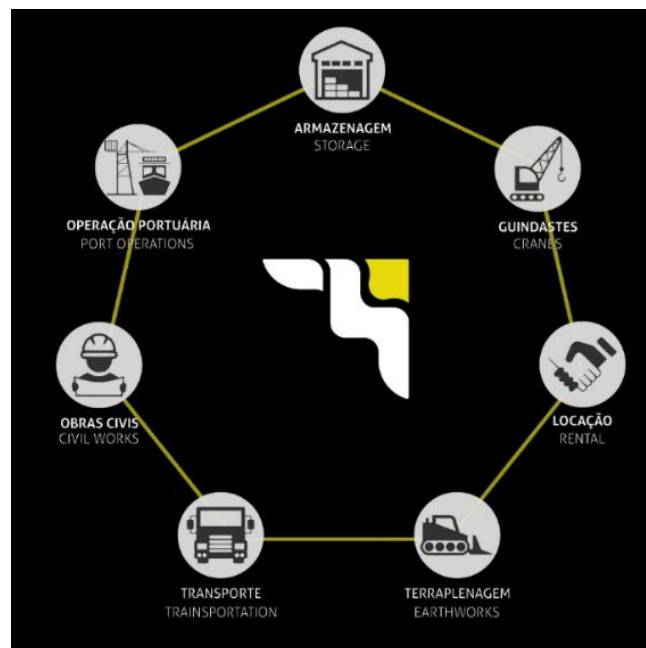 ARMAZENAGEM
STORAGE
OPERAÇÃO PORTUÁRIA
PORT OPERATIONS
GUINDASTES
CRANES
OBRAS CIVIS
CIVIL WORKS
LOCAÇÃO
RENTAL
TRANSPORTE
TRAINSPORTATION
TERRAPLENAGEM
EARTHWORKS